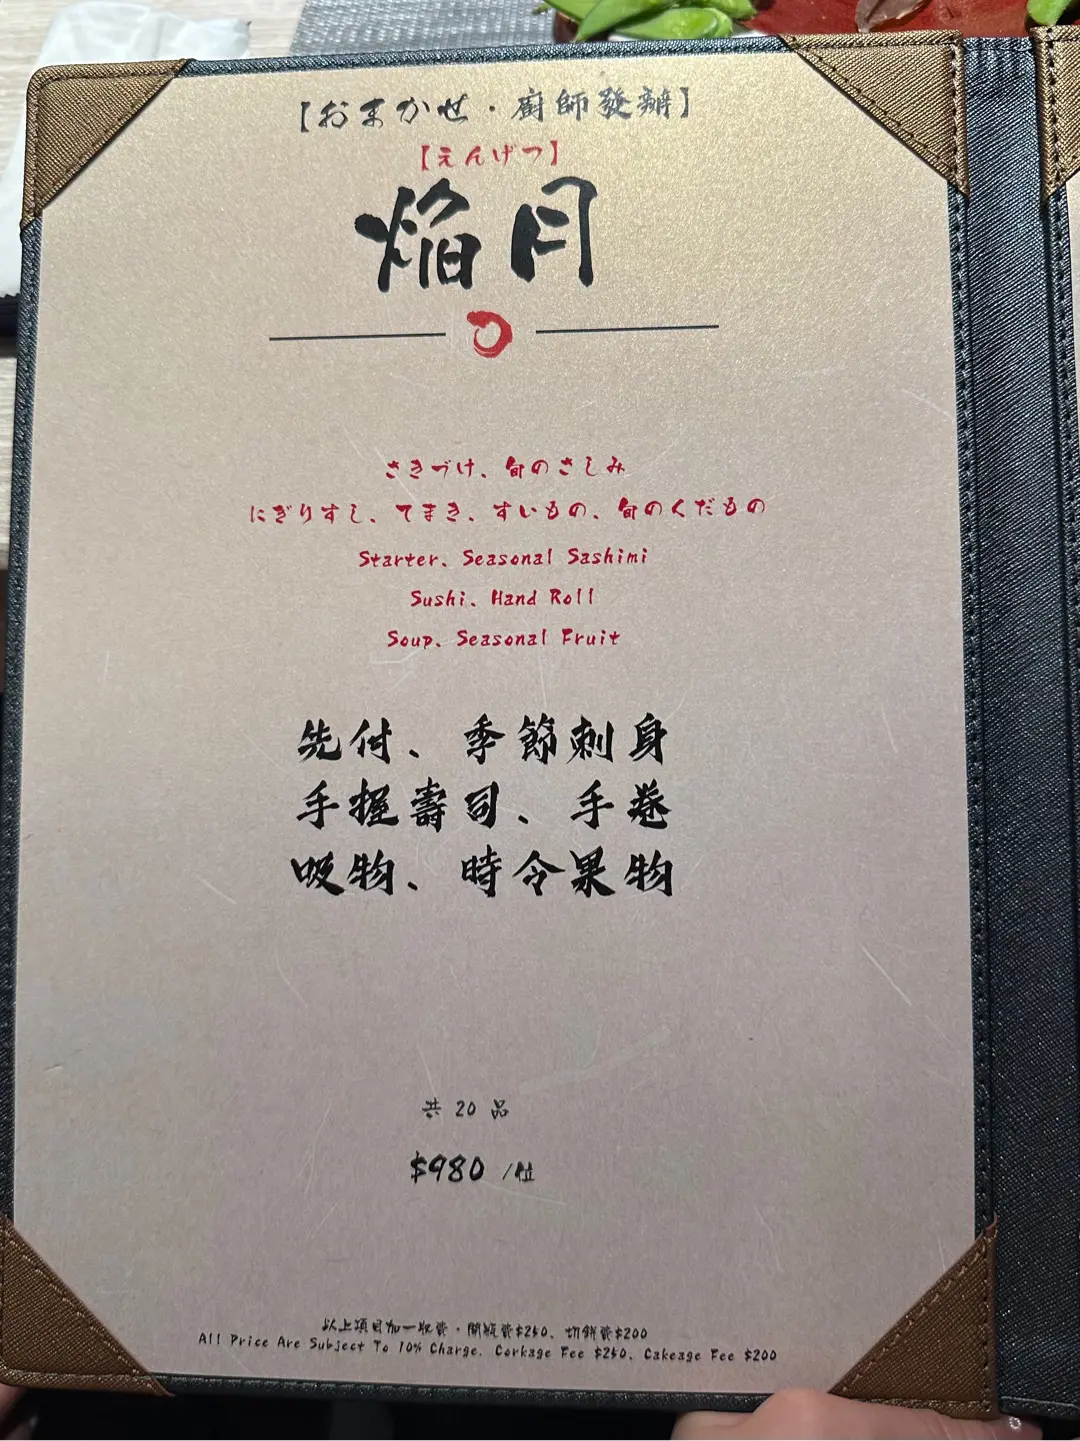 【おまかせ・廚師發辦】
【えんげつ】
焔月
さきづけ、旬のさしみ
にぎりすし、てまき、すいもの、旬のくだもの
Starter、Seasonal Sashimi
Sushi、Hand Roll
Soup、Seasonal Fruit
先付、季節刺身
手握壽司、手卷
吸物、時令果物
共 20 品
$980 /位
以上項目加一收費・開瓶費$250、切餅費$200
All Price Are Subject To 10% Charge. Corkage Fee $250、Cakeage Fee $200